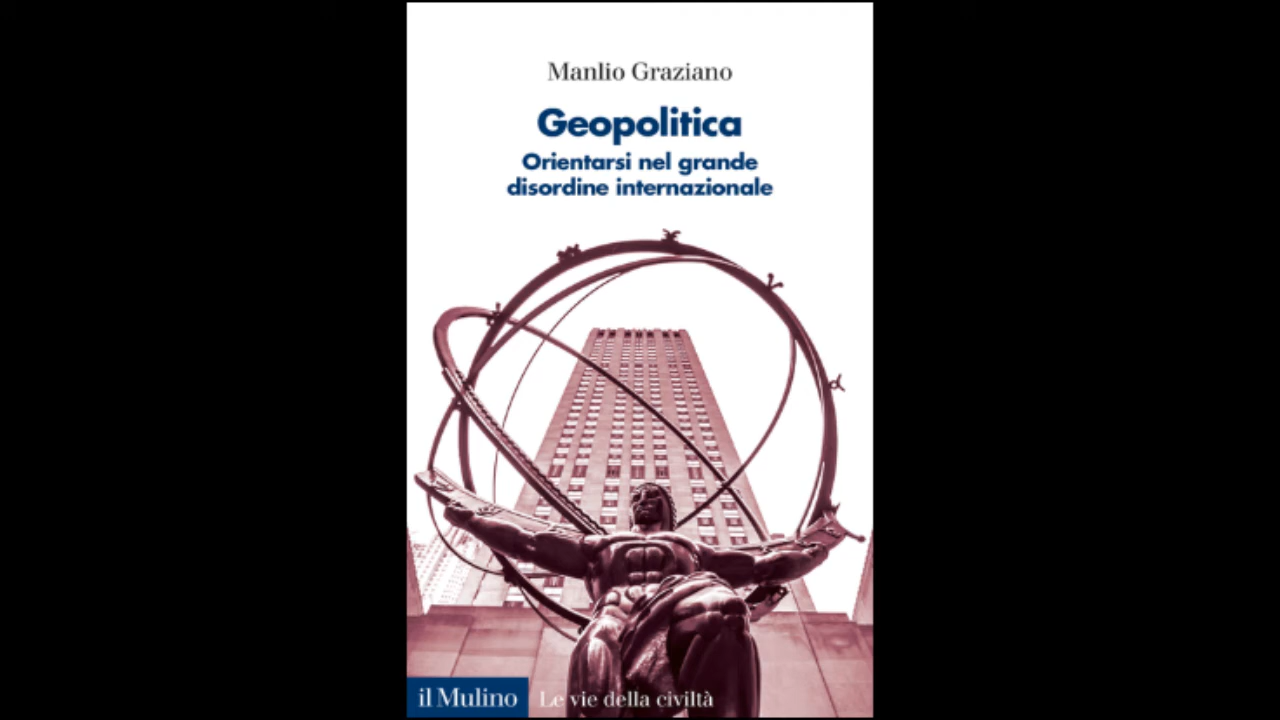 Manlio Graziano
Geopolitica
Orientarsi nel grande
disordine internazionale
il Mulino
Le vie della civiltà